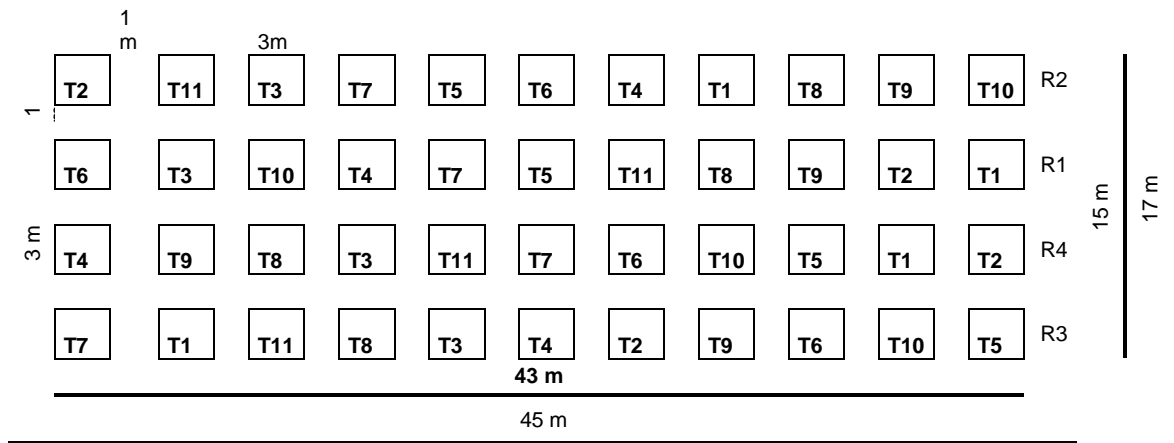 1
m
3m
T2 T11 T3 T7 T5 T6 T4 T1 T8 T9 T10 R2
1
T6 T3 T10 T4 T7 T5 T11 T8 T9 T2 T1 R1
15 m
17 m
3 m
T4 T9 T8 T3 T11 T7 T6 T10 T5 T1 T2 R4
T7 T1 T11 T8 T3 T4 T2 T9 T6 T10 T5 R3
43 m
45 m